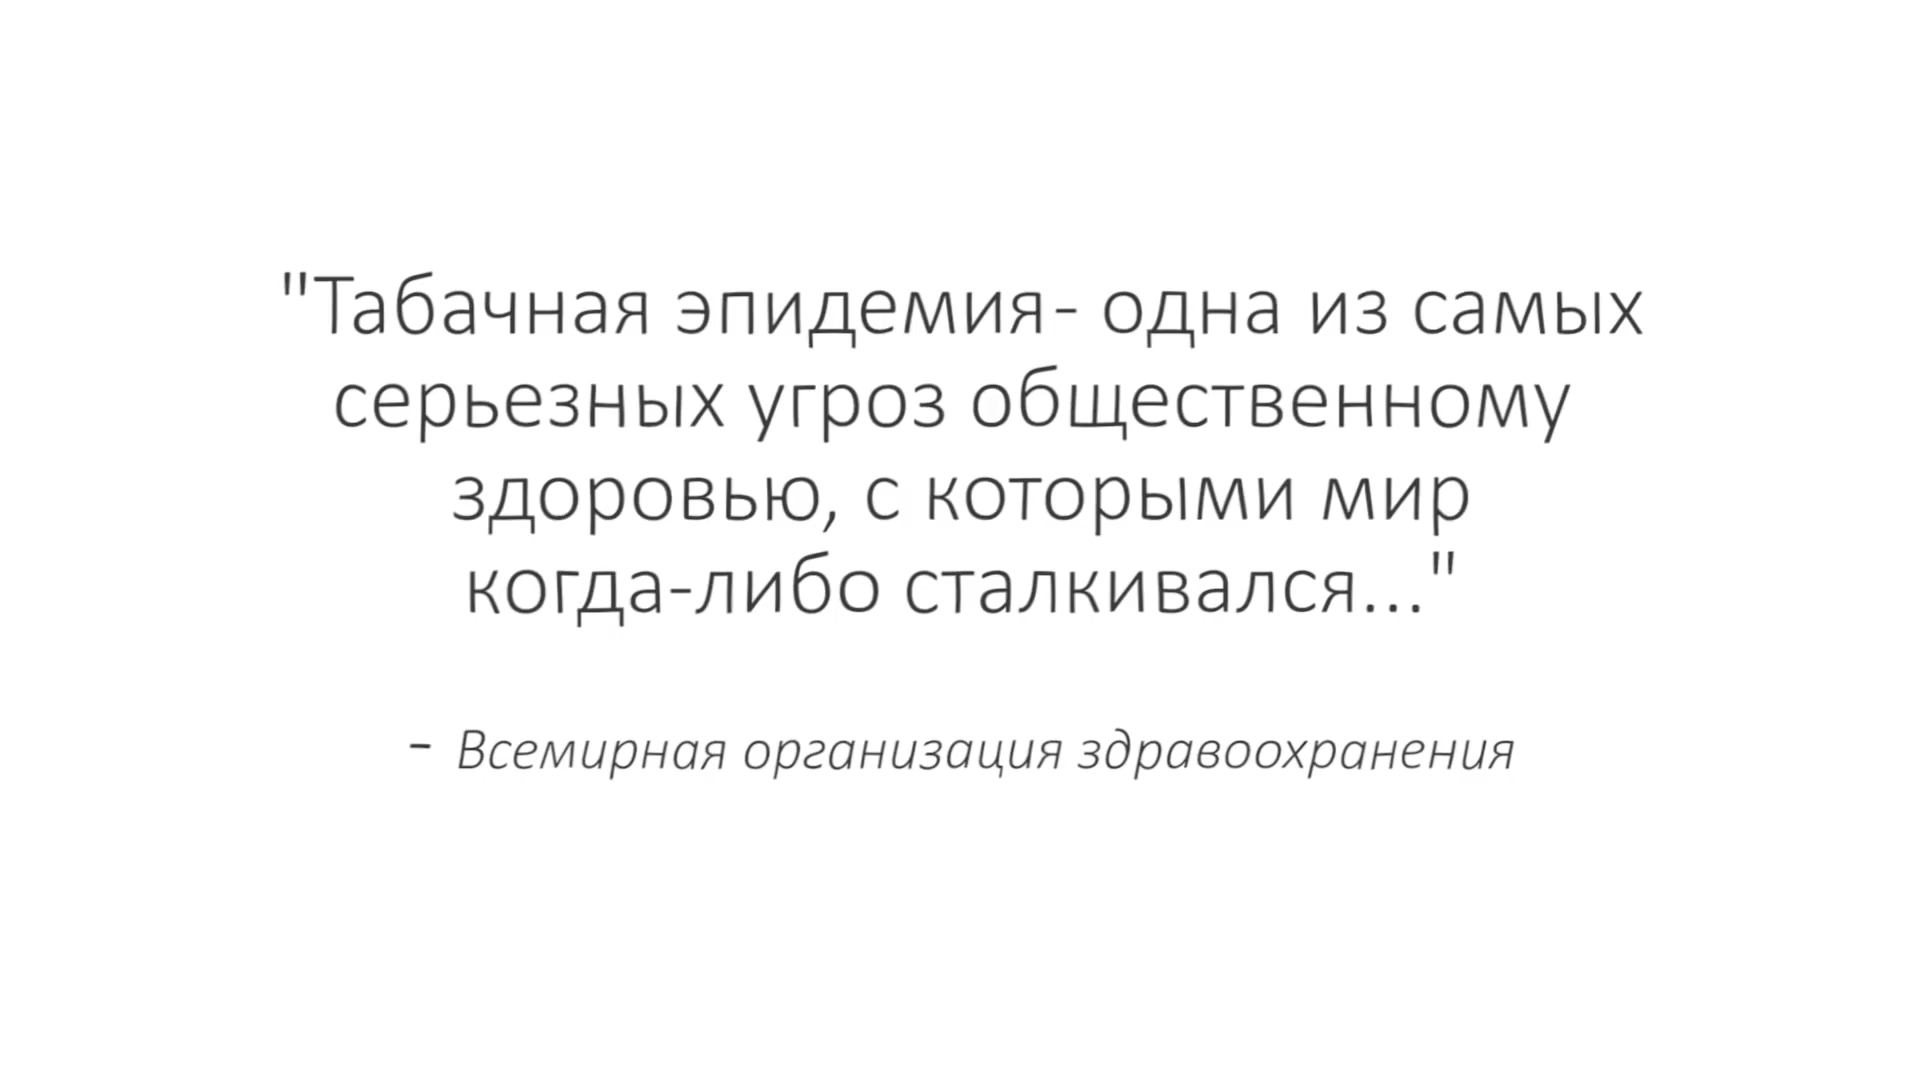 "Табачная эпидемия- одна из самых
серьезных угроз общественному
здоровью, с которыми мир
когда-либо сталкивался..."
- Всемирная организация здравоохранения